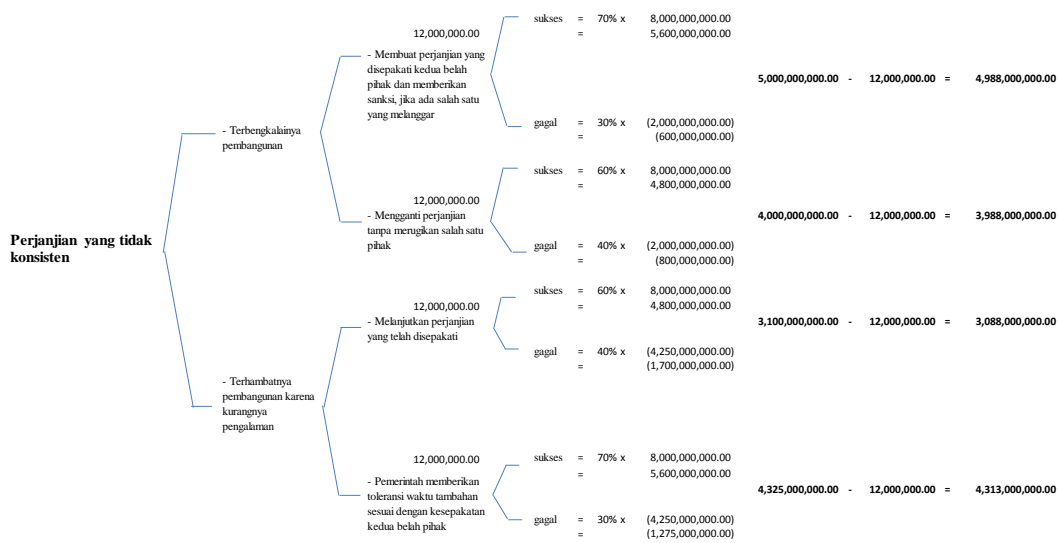 Perjanjian yang tidak
konsisten
- Terbengkalainya
pembangunan
12,000,000.00
- Membuat perjanjian yang
disepakati kedua belah
pihak dan memberikan
sanksi, jika ada salah satu
yang melanggar
sukses = 70% x 8,000,000,000.00
= 5,600,000,000.00
gagal = 30% x (2,000,000,000.00)
= (600,000,000.00)
5,000,000,000.00 - 12,000,000.00 = 4,988,000,000.00
12,000,000.00
- Mengganti perjanjian
tanpa merugikan salah satu
pihak
sukses = 60% x 8,000,000,000.00
= 4,800,000,000.00
gagal = 40% x (2,000,000,000.00)
= (800,000,000.00)
4,000,000,000.00 - 12,000,000.00 = 3,988,000,000.00
- Terhambatnya
pembangunan karena
kurangnya
pengalaman
12,000,000.00
- Melanjutkan perjanjian
yang telah disepakati
sukses = 60% x 8,000,000,000.00
= 4,800,000,000.00
gagal = 40% x (4,250,000,000.00)
= (1,700,000,000.00)
3,100,000,000.00 - 12,000,000.00 = 3,088,000,000.00
12,000,000.00
- Pemerintah memberikan
toleransi waktu tambahan
sesuai dengan kesepakatan
kedua belah pihak
sukses = 70% x 8,000,000,000.00
= 5,600,000,000.00
gagal = 30% x (4,250,000,000.00)
= (1,275,000,000.00)
4,325,000,000.00 - 12,000,000.00 = 4,313,000,000.00